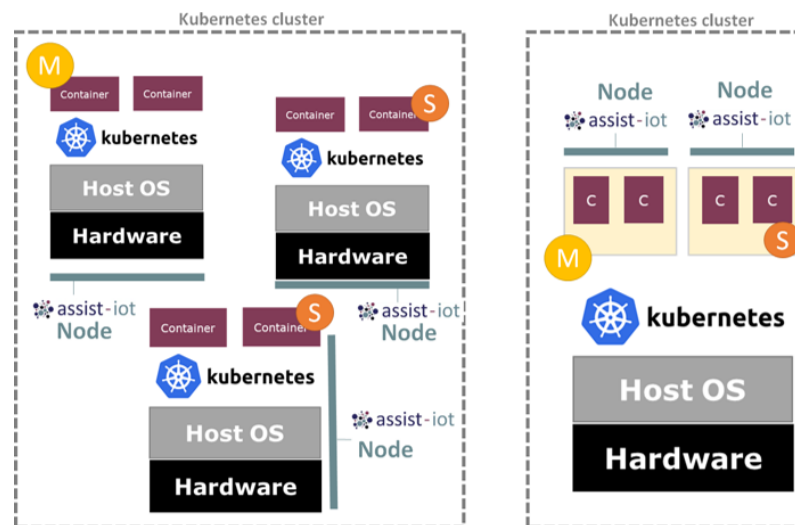 Kubernetes cluster
M
Container Container
kubernetes
Host OS
Hardware
assist-iot
Node
Container Container
S
kubernetes
Host OS
Hardware
assist-iot
Node
Container Container
S
kubernetes
Host OS
Hardware
assist-iot
Node
Kubernetes cluster
Node Node
assist-iot assist-iot
C C C C
M S
kubernetes
Host OS
Hardware